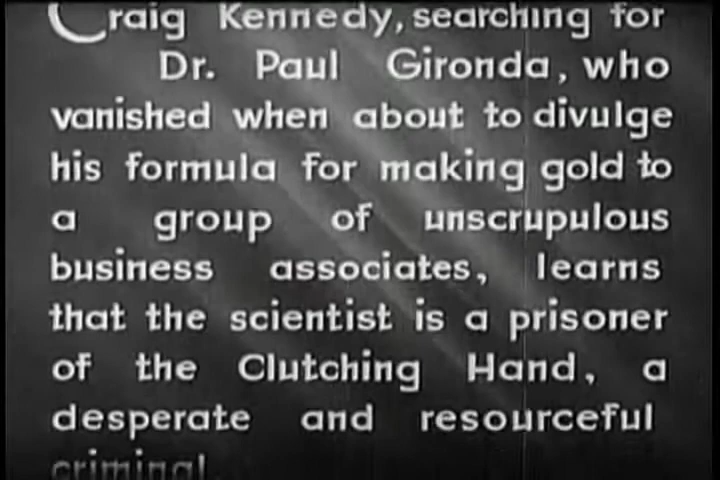 Craig Kennedy, searching for
Dr. Paul Gironda, who
vanished when about to divulge
his formula for making gold to
a group of unscrupulous
business associates, learns
that the scientist is a prisoner
of the Clutching Hand, a
desperate and resourceful
criminal.